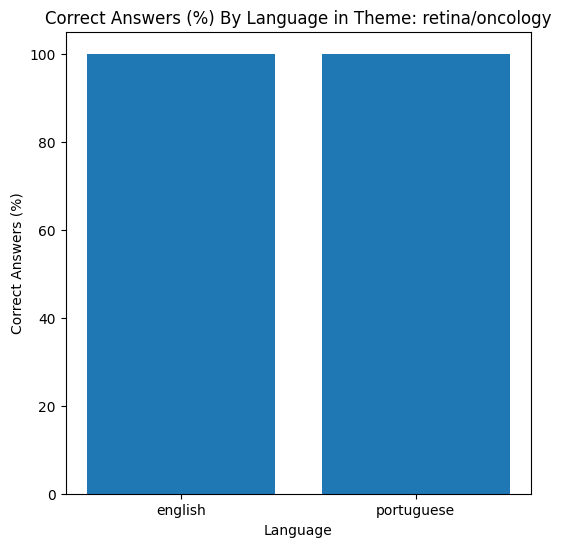 Correct Answers (%) By Language in Theme: retina/oncology
Correct Answers (%)
100
80
60
40
20
0
english portuguese
Language